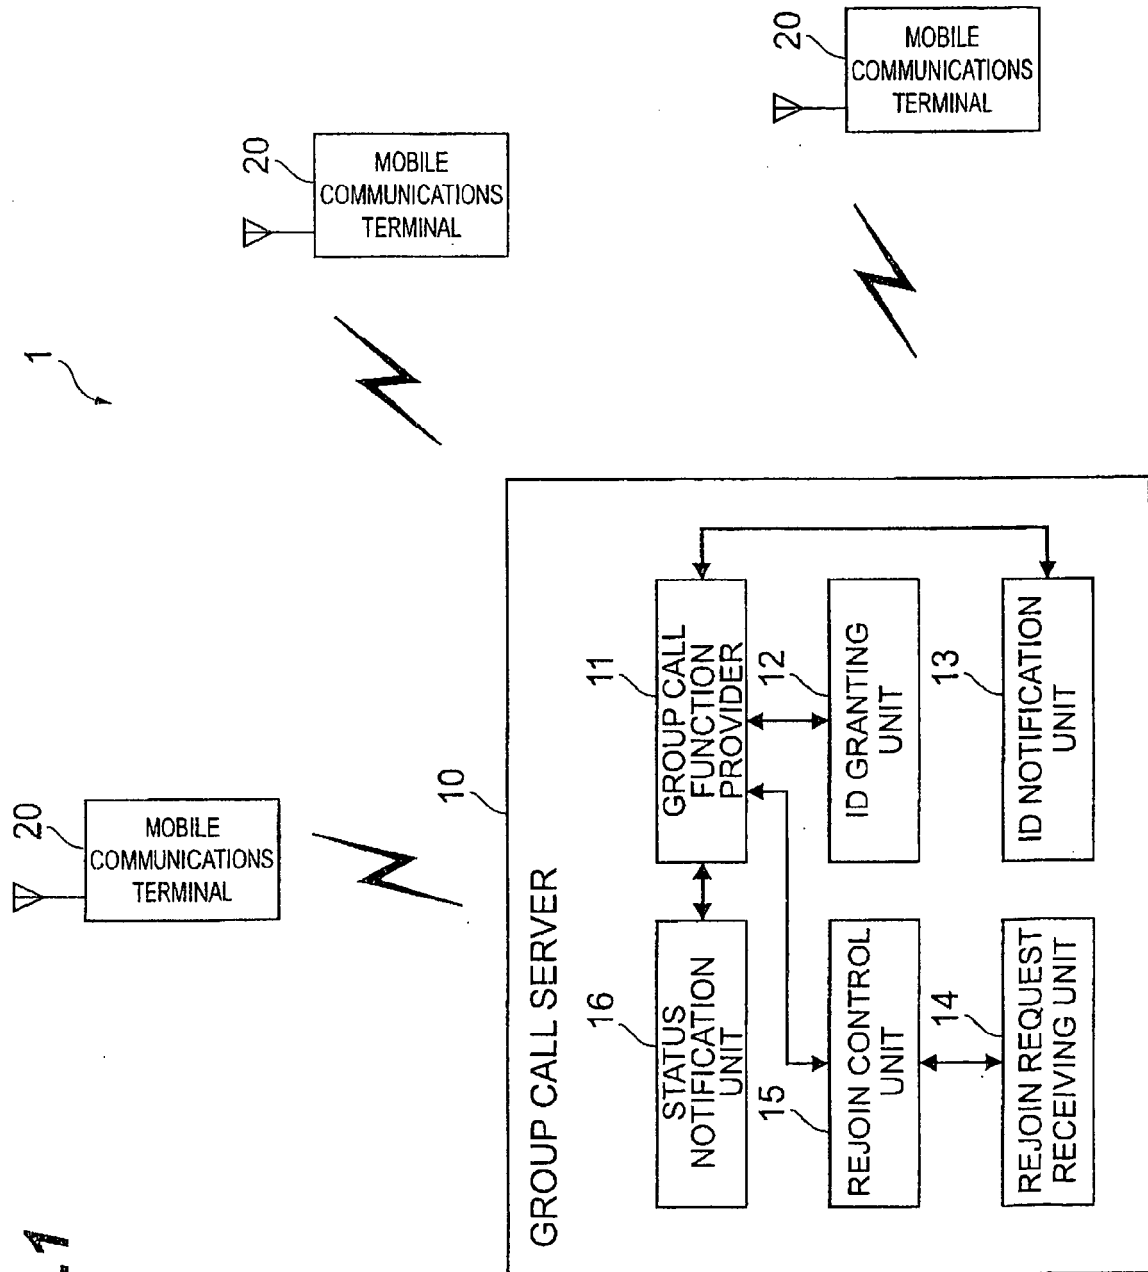 1
1
20
MOBILE
COMMUNICATIONS
TERMINAL
20
MOBILE
COMMUNICATIONS
TERMINAL
20
MOBILE
COMMUNICATIONS
TERMINAL
10
GROUP CALL SERVER
16
STATUS
NOTIFICATION
UNIT
11
GROUP CALL
FUNCTION
PROVIDER
15
REJOIN CONTROL
UNIT
12
ID GRANTING
UNIT
14
REJOIN REQUEST
RECEIVING UNIT
13
ID NOTIFICATION
UNIT